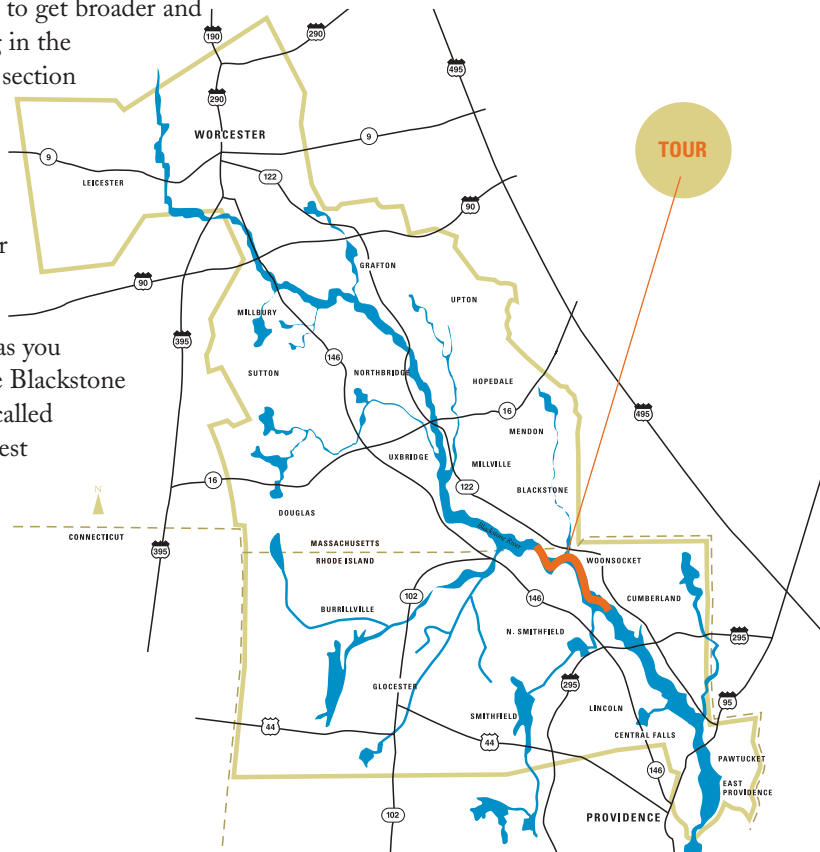 to get broader and
g in the
section
r
as you
e Blackstone
called
est
TOUR
190
290
495
290
WORCESTER
9
9
LEICESTER
122
90
GRAFTON
90
UPTON
MILLBURY
395
146
SUTTON
NORTHBRIDGE
HOPEDALE
16
495
MENDON
UXBRIDGE
MILLVILLE
16
122
BLACKSTONE
N
DOUGLAS
Blackstone River
CONNECTICUT
MASSACHUSETTS
395
RHODE ISLAND
WOONSOCKET
102
146
CUMBERLAND
BURRILLVILLE
N. SMITHFIELD
295
GLOCESTER
295
LINCOLN
95
SMITHFIELD
44
CENTRAL FALLS
44
PAWTUCKET
146
EAST
PROVIDENCE
102
PROVIDENCE